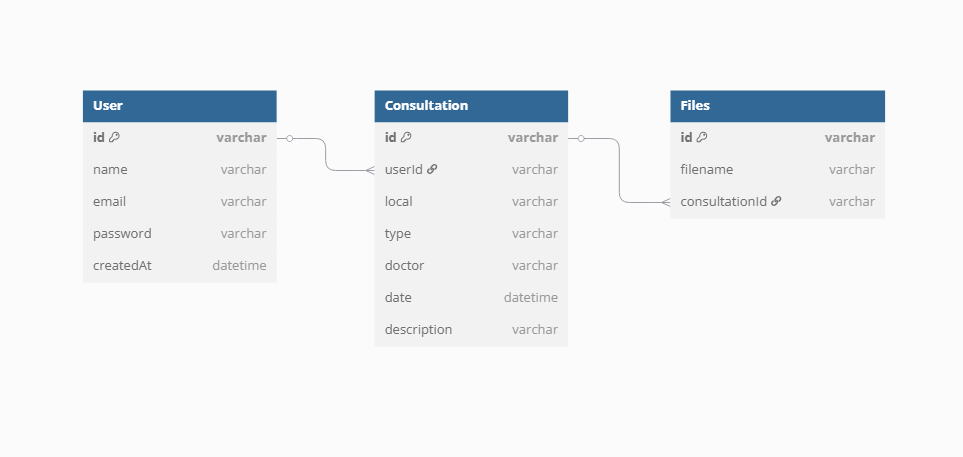 User
id varchar
name varchar
email varchar
password varchar
createdAt datetime
Consultation
id varchar
userId varchar
local varchar
type varchar
doctor varchar
date datetime
description varchar
Files
id varchar
filename varchar
consultationId varchar